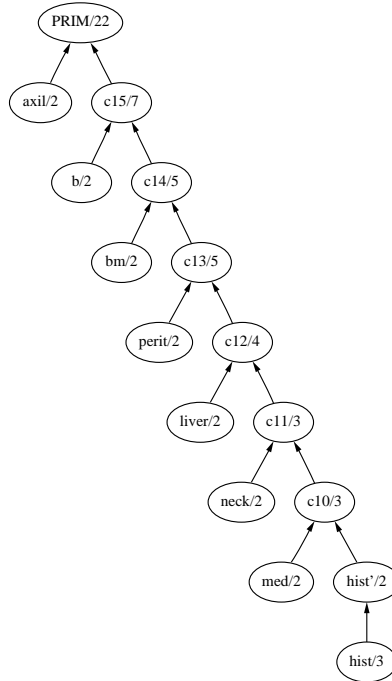 PRIM/22
axil/2
c15/7
b/2
c14/5
bm/2
c13/5
perit/2
c12/4
liver/2
c11/3
neck/2
c10/3
med/2
hist'/2
hist/3